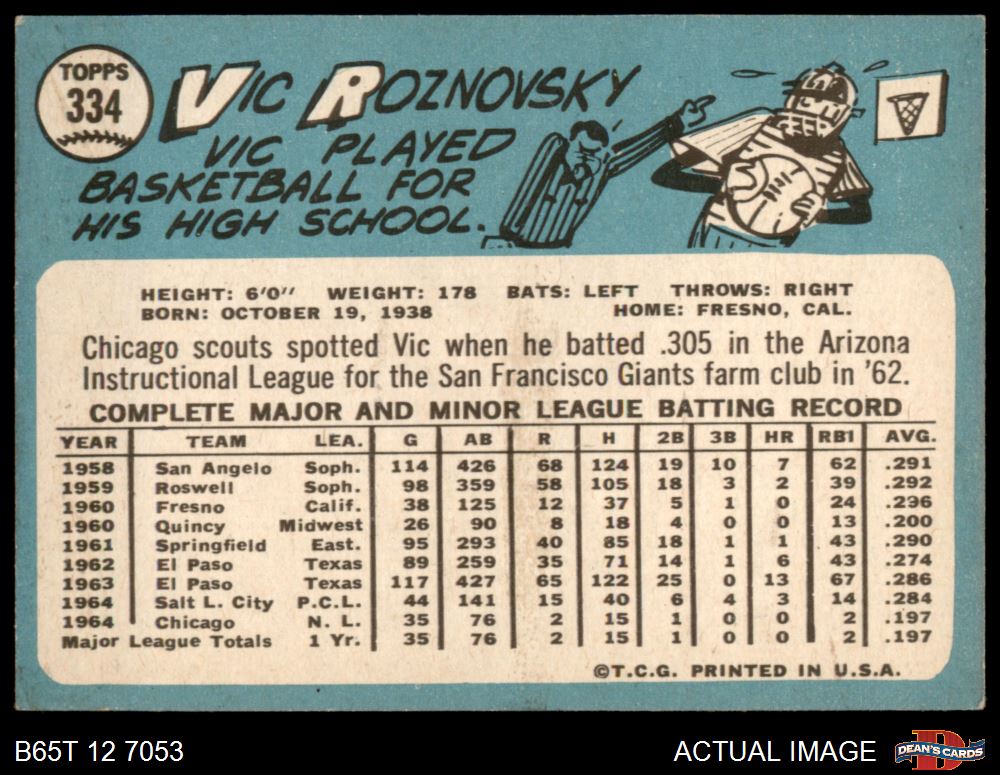 TOPPS
334
VIC ROZNOVSKY
VIC PLAYED
BASKETBALL FOR
HIS HIGH SCHOOL.
HEIGHT: 6'0" WEIGHT: 178 BATS: LEFT THROWS: RIGHT
BORN: OCTOBER 19, 1938 HOME: FRESNO, CAL.
Chicago scouts spotted Vic when he batted .305 in the Arizona
Instructional League for the San Francisco Giants farm club in '62.
COMPLETE MAJOR AND MINOR LEAGUE BATTING RECORD
YEAR TEAM LEA. G AB R H 2B 3B HR RBI AVG.
1958 San Angelo Soph. 114 426 68 124 19 10 7 62 .291
1959 Roswell Soph. 98 359 58 105 18 3 2 39 .292
1960 Fresno Calif. 38 125 12 37 5 1 0 24 .296
1960 Quincy Midwest 26 90 8 18 4 0 0 13 .200
1961 Springfield East. 95 293 40 85 18 1 1 43 .290
1962 El Paso Texas 89 259 35 71 14 1 6 43 .274
1963 El Paso Texas 117 427 65 122 25 0 13 67 .286
1964 Salt L. City P.C.L. 44 141 15 40 6 4 3 14 .284
1964 Chicago N. L. 35 76 2 15 1 0 0 2 .197
Major League Totals 1 Yr. 35 76 2 15 1 0 0 2 .197
©T.C.G. PRINTED IN U.S.A.
B65T 12 7053 ACTUAL IMAGE DEAN'S CARDS